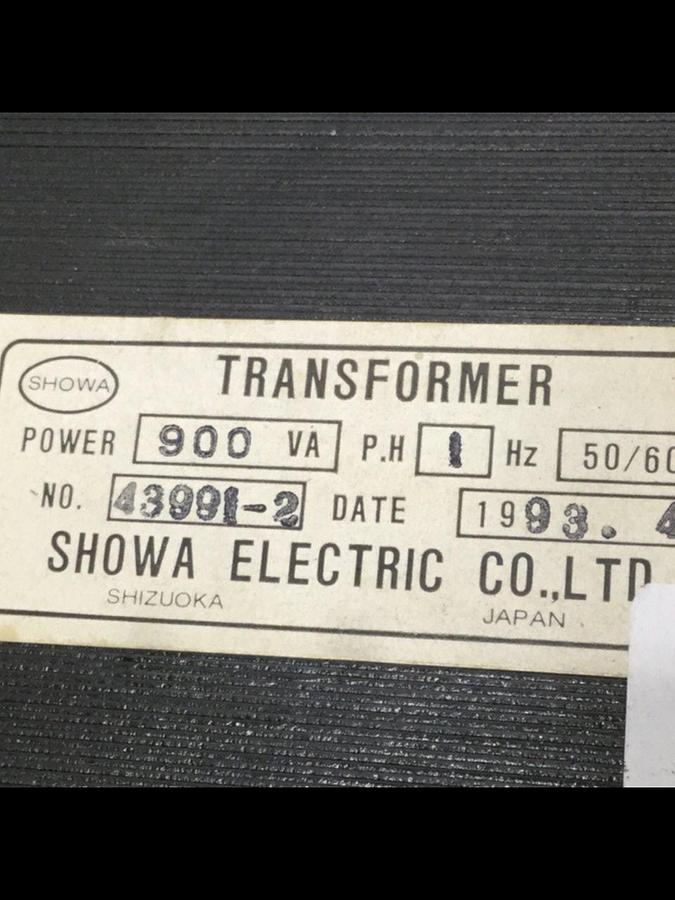 SHOWA TRANSFORMER
POWER 900 VA P.H 1 Hz 50/60
NO. 43991-2 DATE 1993. 4
SHOWA ELECTRIC CO.,LTD
SHIZUOKA JAPAN